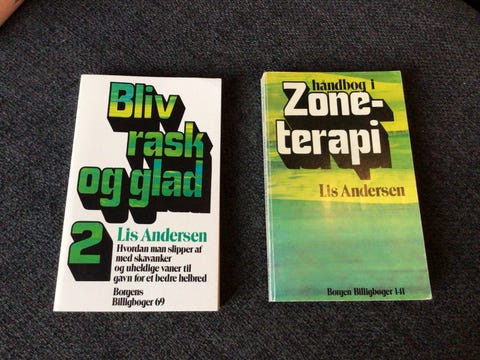 Bliv
rask
og glad
2
Lis Andersen
Hvordan man slipper af
med skavanker
og uheldige vaner til
gavn for et bedre helbred
Borgens
Billigbøger 69
håndbog i
Zone-
terapi
Lis Andersen
Borgen Billigbøger 141